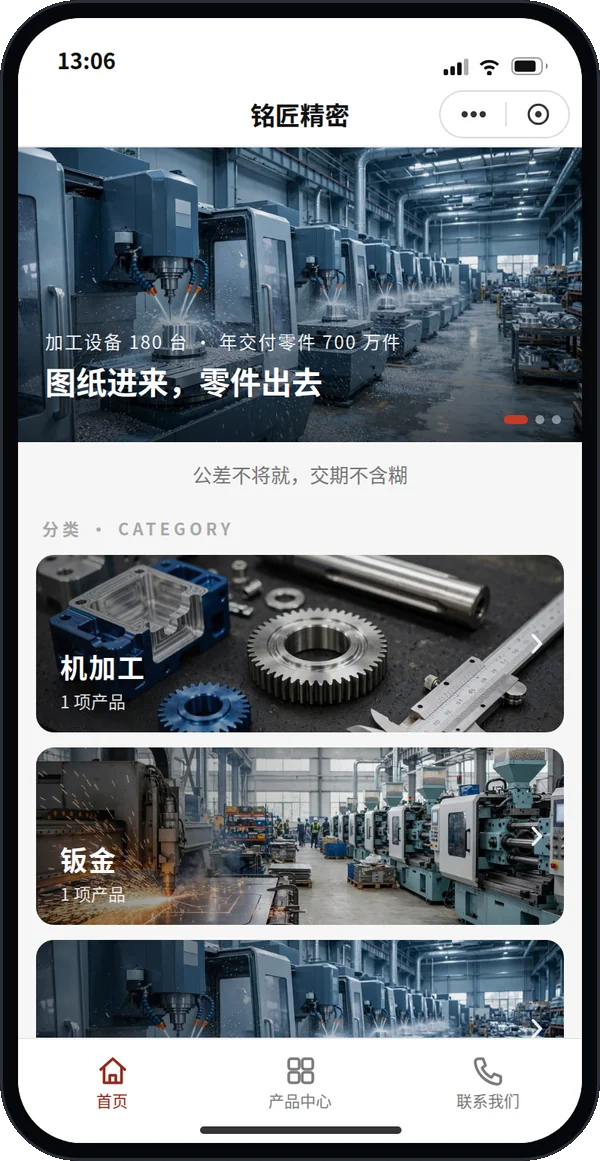 13:06
铭匠精密
加工设备 180 台 · 年交付零件 700 万件
图纸进来，零件出去
公差不将就，交期不含糊
分类 · CATEGORY
机加工
1 项产品
钣金
1 项产品
首页
产品中心
联系我们